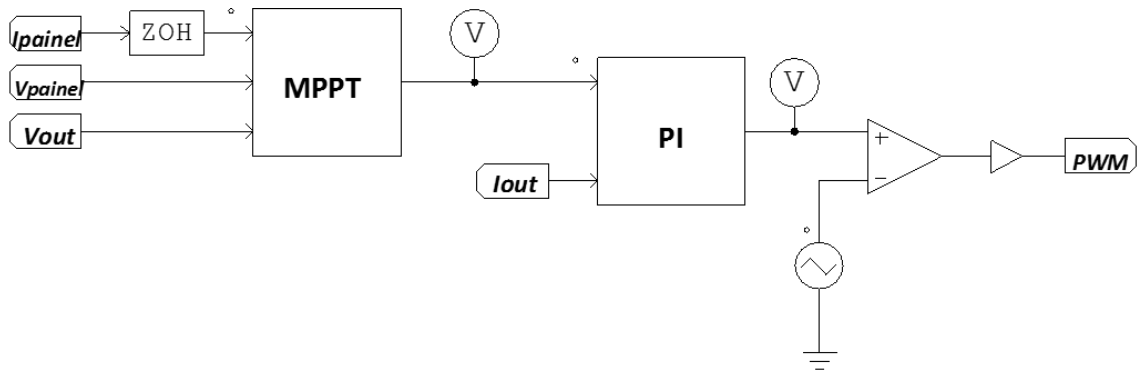 Ipainel
ZOH
Vpainel
Vout
MPPT
V
Iout
PI
V
+
−
PWM